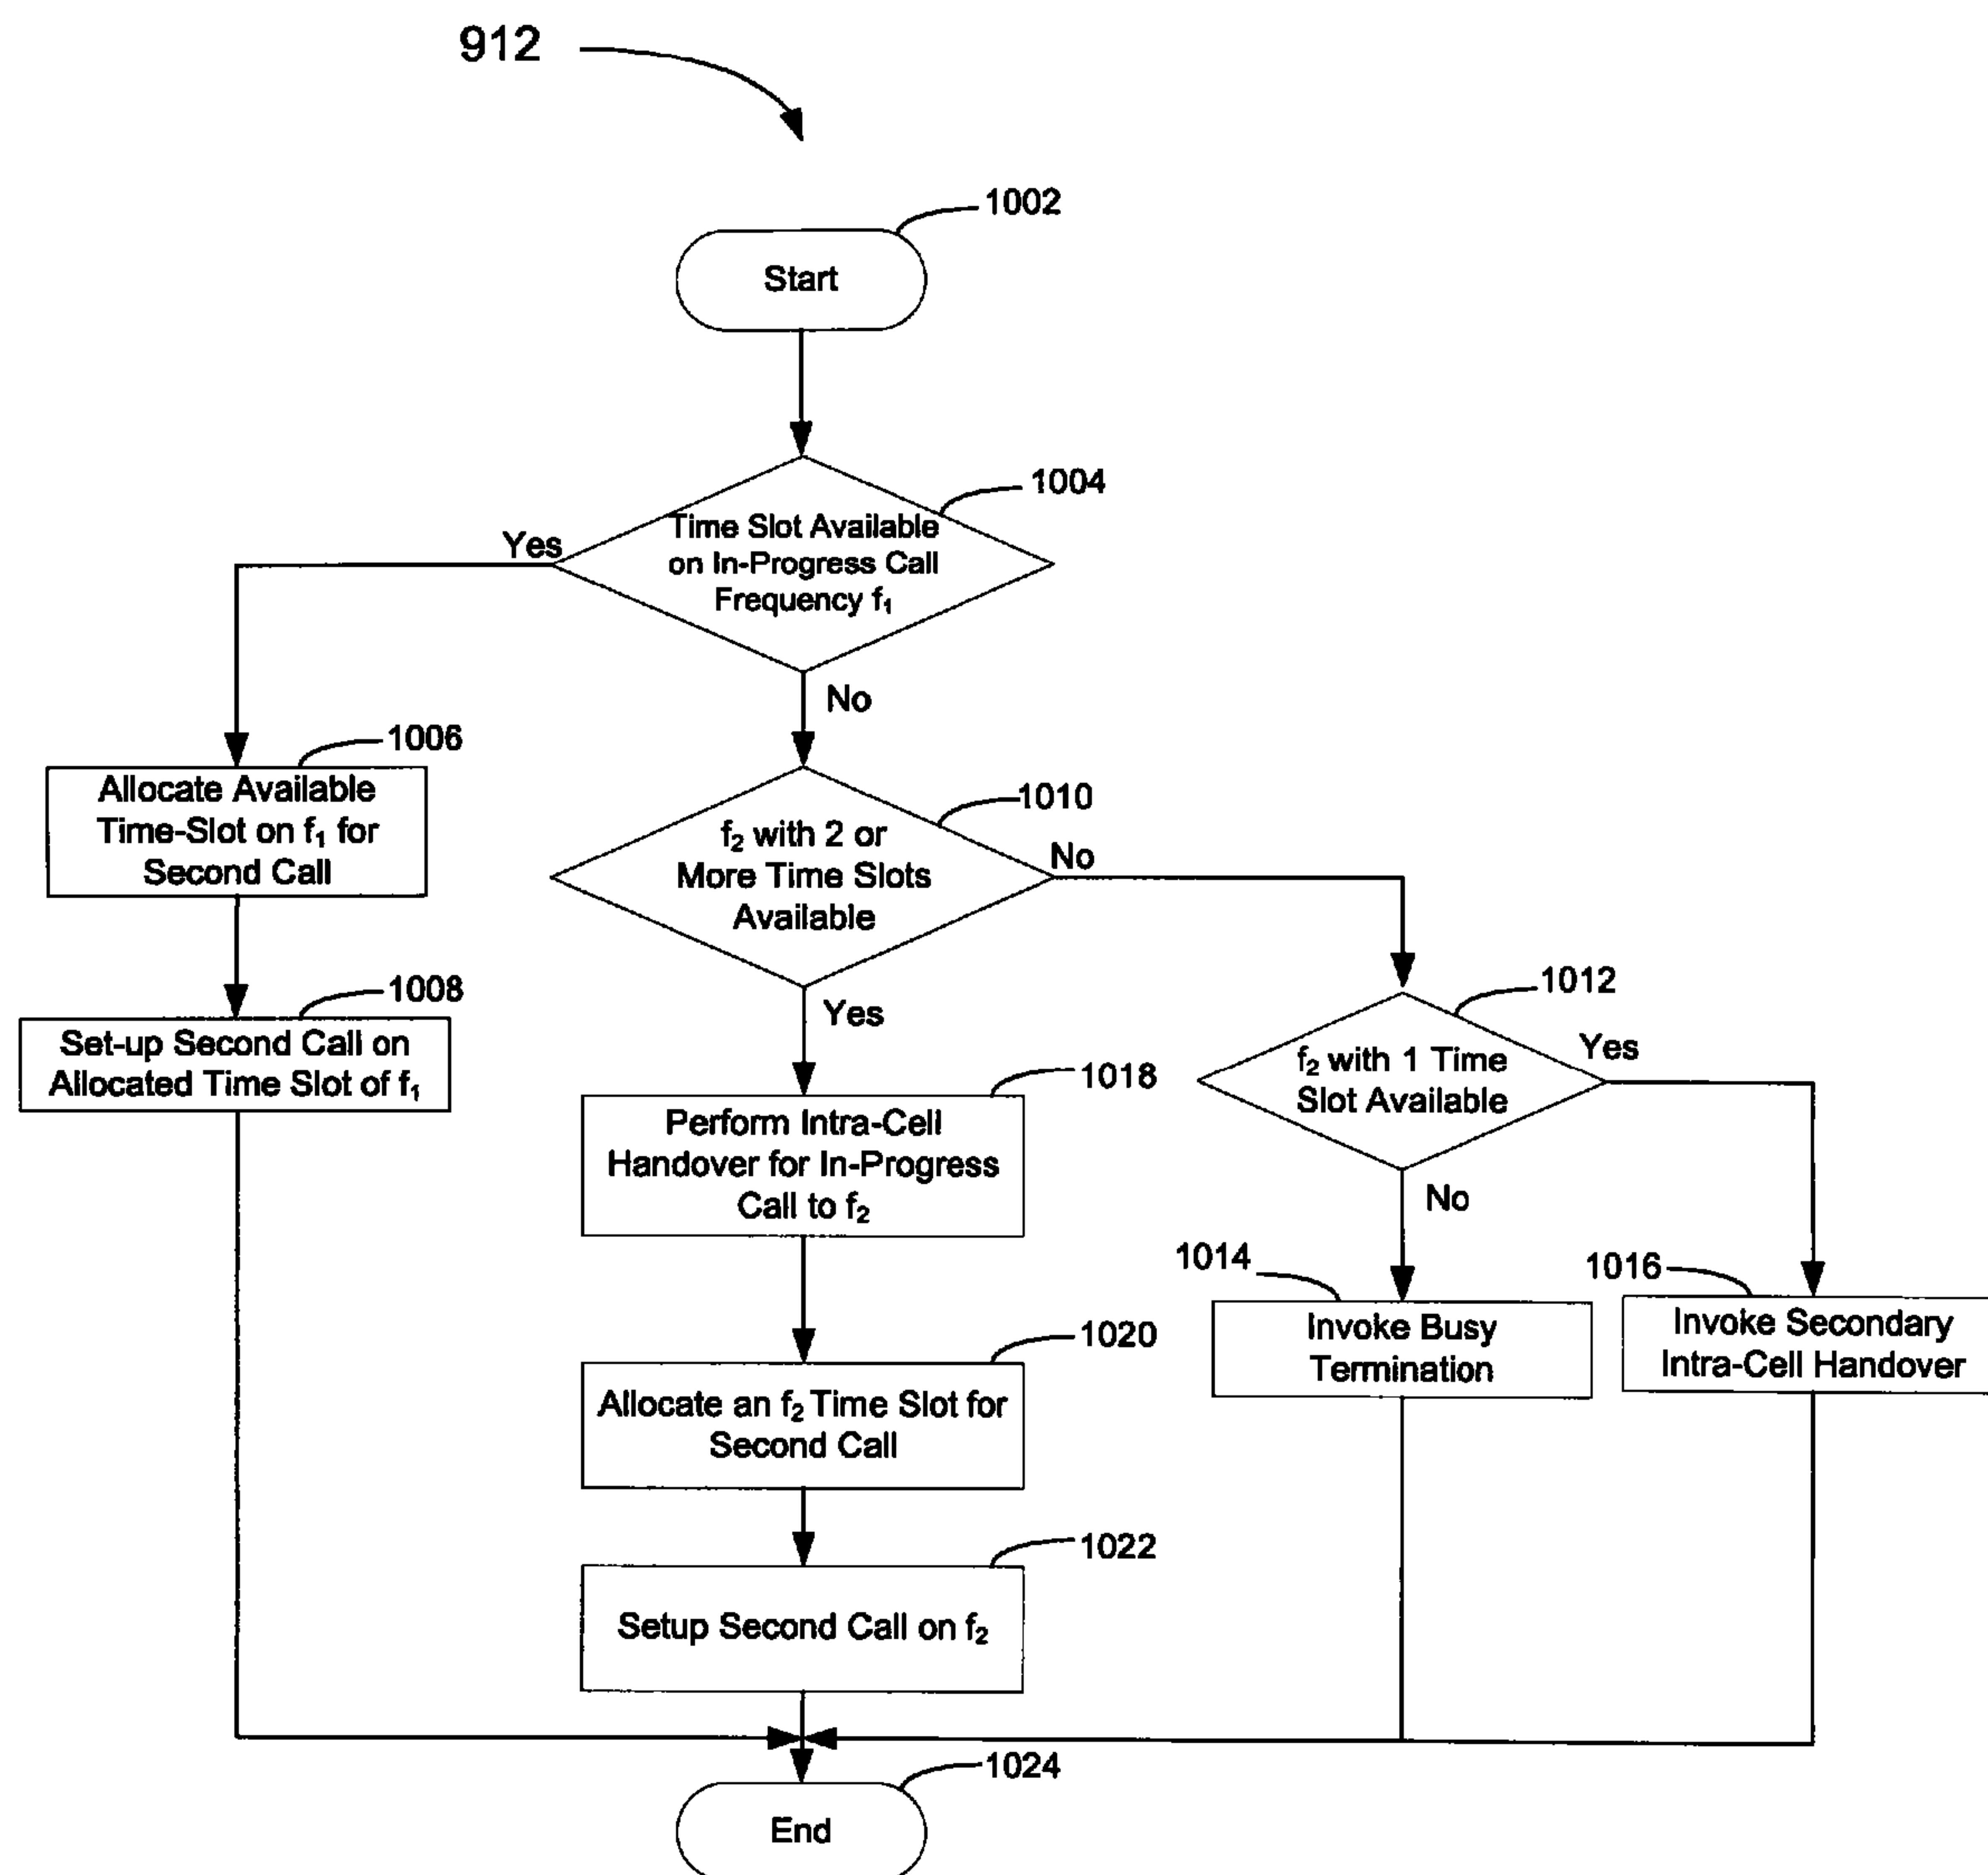 912
1002
Start
1004
Time Slot Available
on In-Progress Call
Frequency f₁
Yes
No
1006
Allocate Available
Time-Slot on f₁ for
Second Call
1010
f₂ with 2 or
More Time Slots
Available
No
Yes
1008
Set-up Second Call on
Allocated Time Slot of f₁
1012
f₂ with 1 Time
Slot Available
Yes
No
1018
Perform Intra-Cell
Handover for In-Progress
Call to f₂
1014
Invoke Busy
Termination
1016
Invoke Secondary
Intra-Cell Handover
1020
Allocate an f₂ Time Slot for
Second Call
1022
Setup Second Call on f₂
1024
End